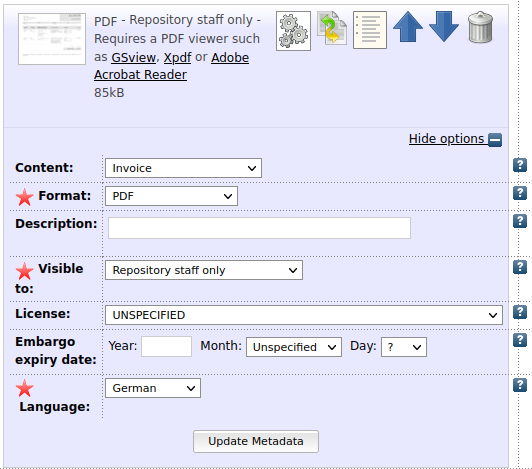 PDF - Repository staff only -
Requires a PDF viewer such
as GSview, Xpdf or Adobe
Acrobat Reader
85kB
Hide options
Content: Invoice ?
Format: PDF ?
Description: ?
Visible to: Repository staff only ?
License: UNSPECIFIED ?
Embargo expiry date: Year: Month: Unspecified Day: ? ?
Language: German ?
Update Metadata